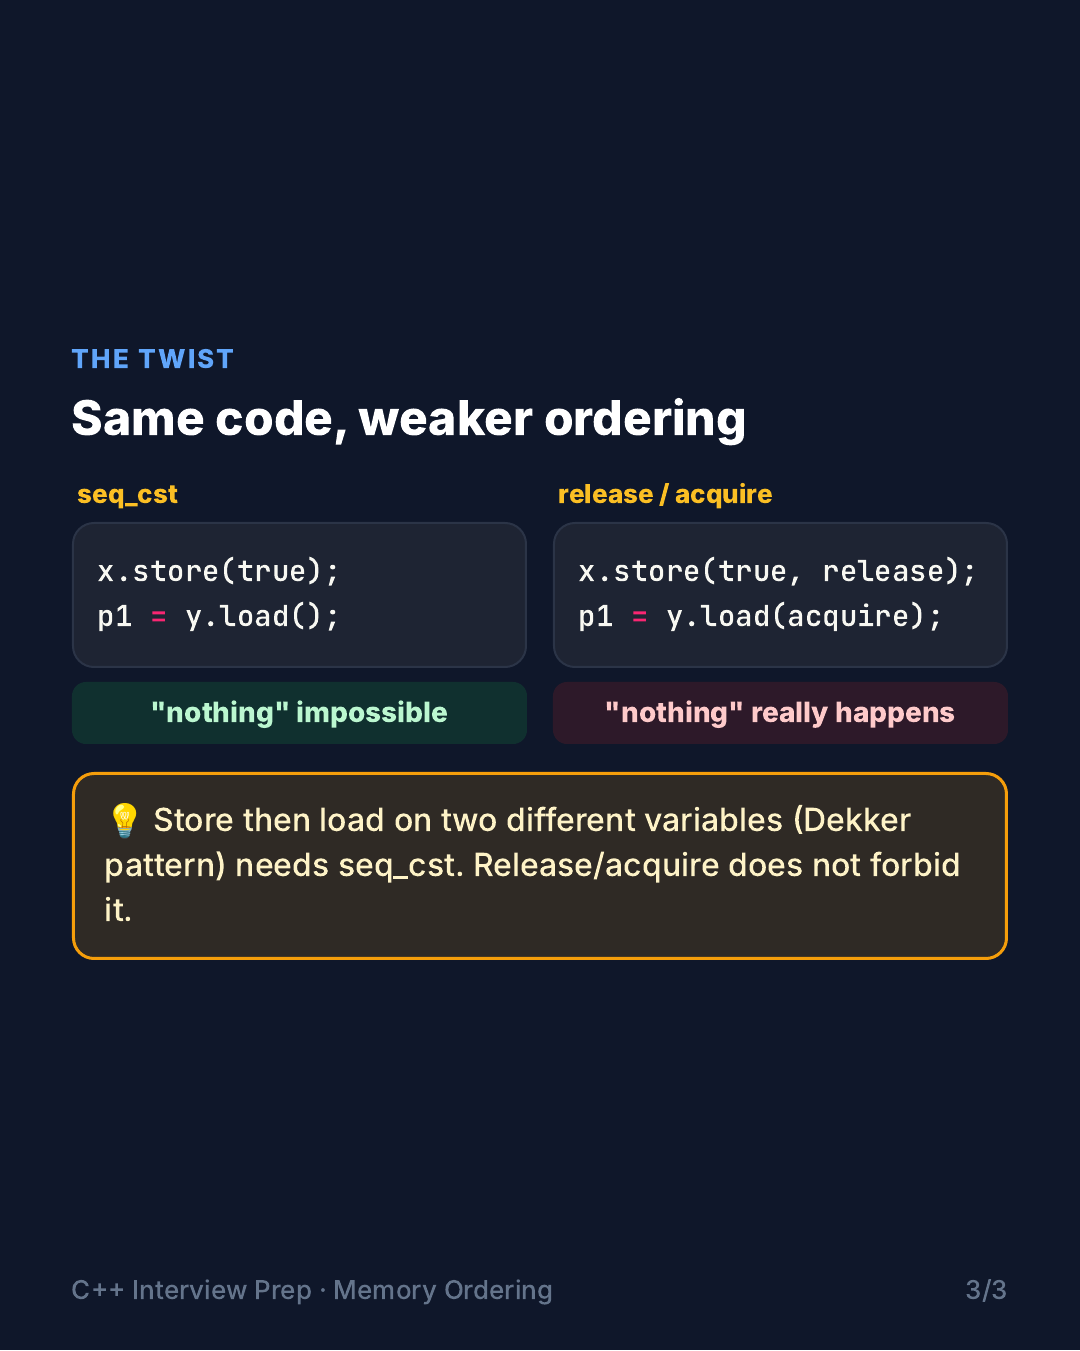 THE TWIST
Same code, weaker ordering
seq_cst
x.store(true);
p1 = y.load();
"nothing" impossible
release / acquire
x.store(true, release);
p1 = y.load(acquire);
"nothing" really happens
💡 Store then load on two different variables (Dekker
pattern) needs seq_cst. Release/acquire does not forbid
it.
C++ Interview Prep · Memory Ordering
3/3